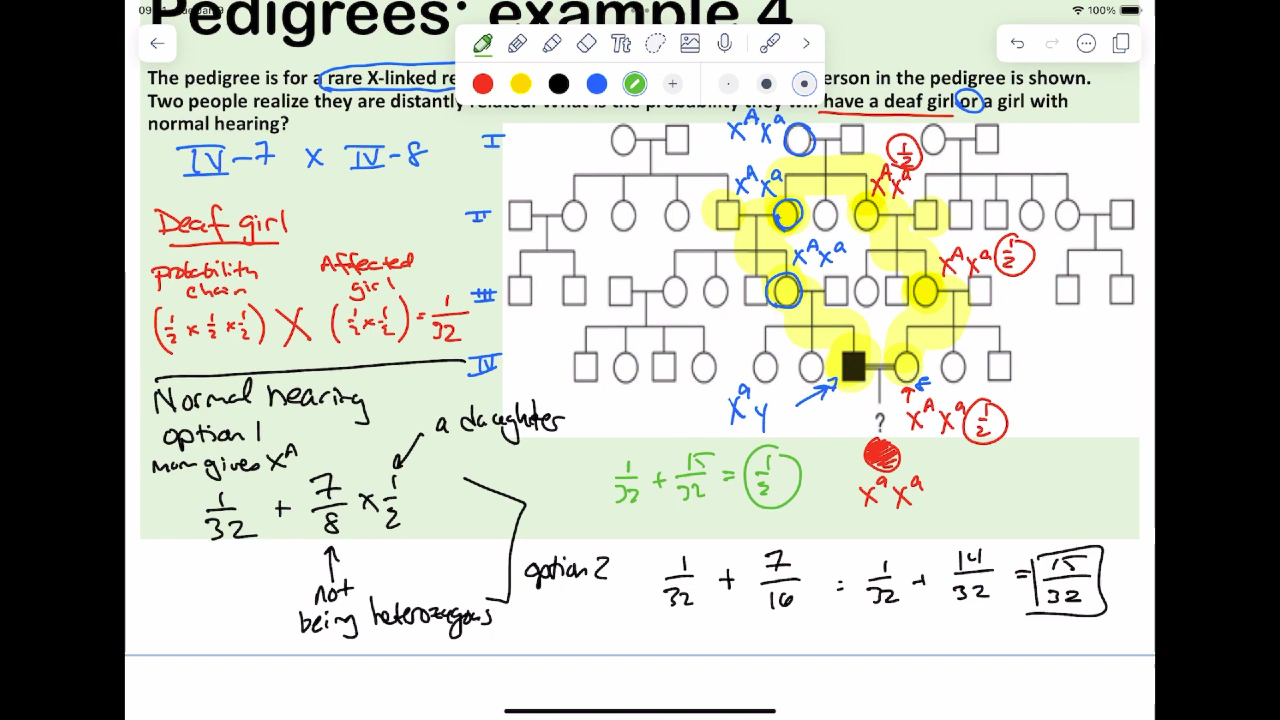 Pedigrees: example 4
100%
Tt
The pedigree is for a rare X-linked re erson in the pedigree is shown.
Two people realize they are distantly related. What is the probability they will have a deaf girl or a girl with
normal hearing?
IV-7 x IV-8
I
II
III
IV
X^A X^a
X^A X^a
X^A X^a 1/2
X^A X^a
X^A X^a 1/2
X^a Y
X^A X^a 1/2
?
X^a X^a
Deaf girl
probability chain
Affected girl
(1/2 x 1/2 x 1/2) X (1/2 x 1/2) = 1/32
Normal hearing
option 1
mom gives X^A
a daughter
1/32 + 7/8 x 1/2
not
being heterozagous
1/32 + 15/32 = 1/2
option 2
1/32 + 7/16 = 1/32 + 14/32 = 15/32